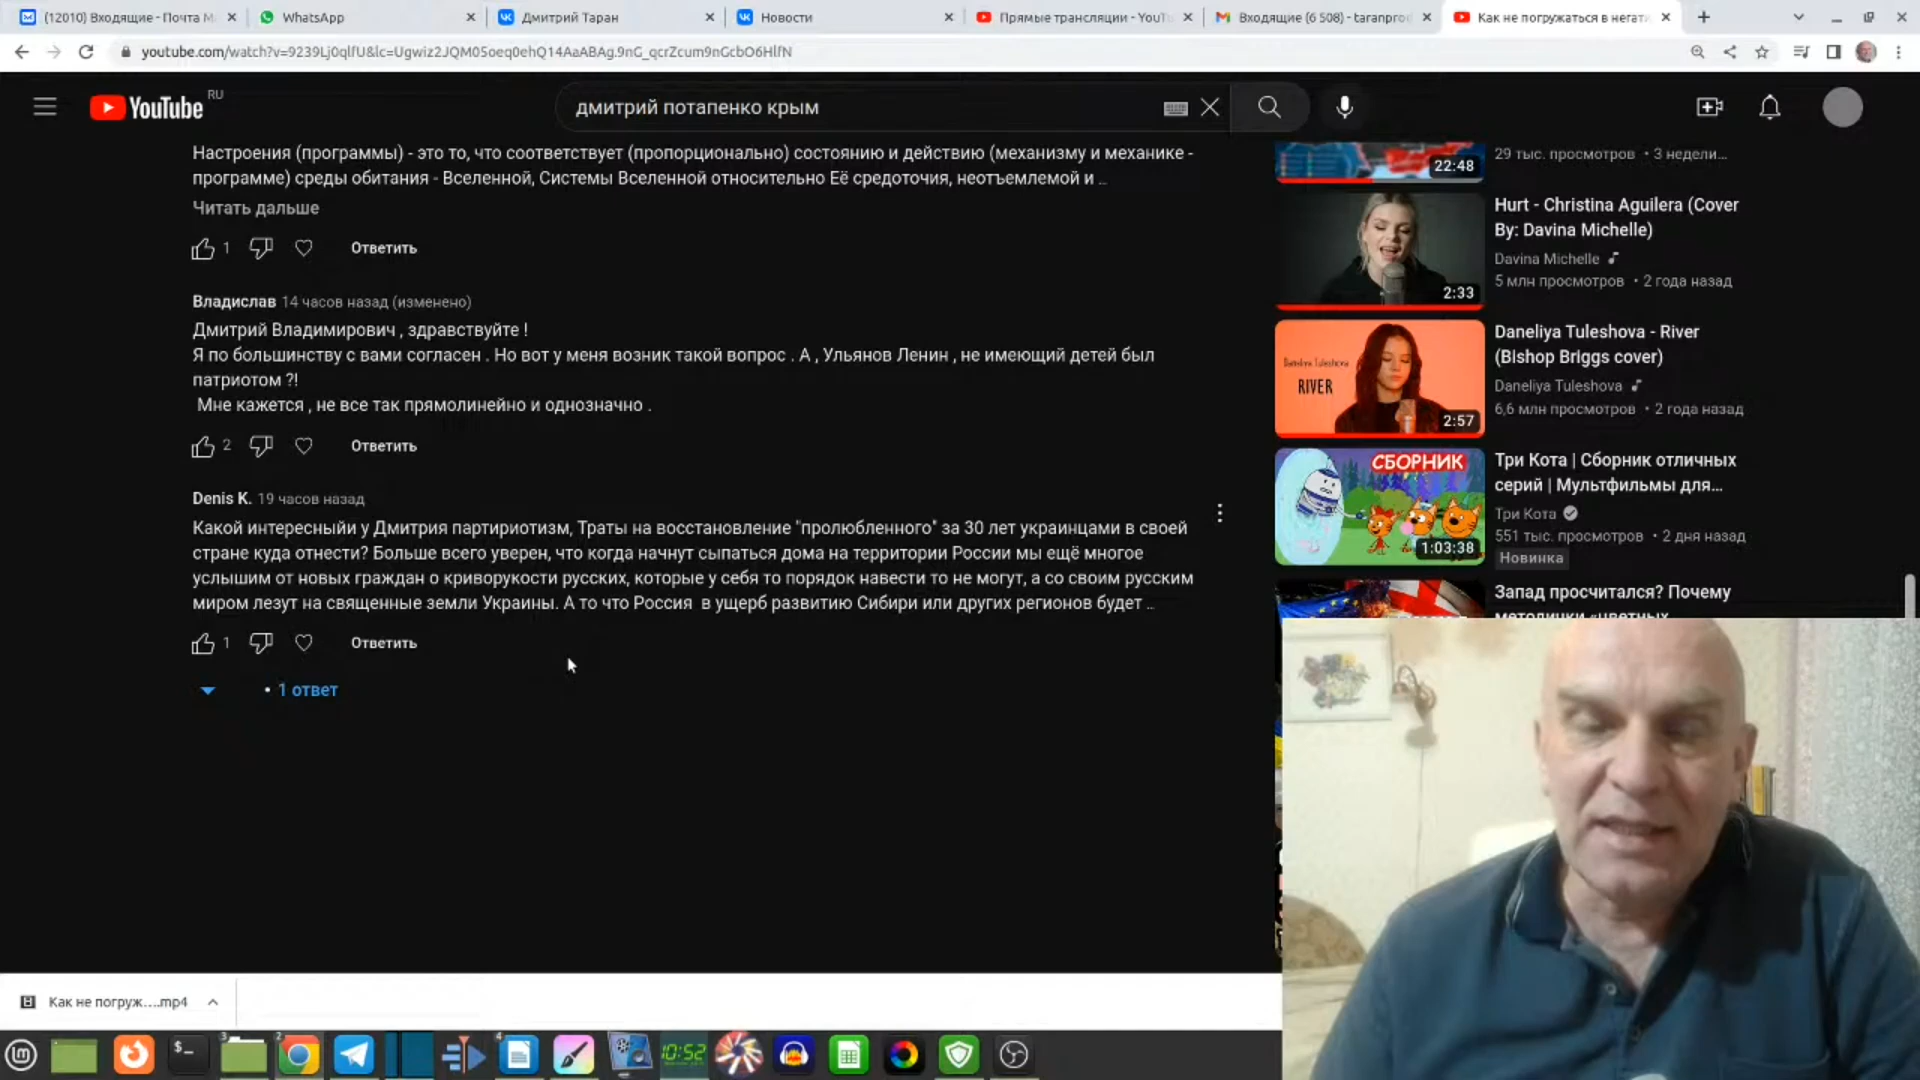 (12010) Входящие - Почта M
WhatsApp
Дмитрий Таран
Новости
Прямые трансляции - YouT
Входящие (6 508) - taranpro
Как не погружаться в негати
youtube.com/watch?v=9239Lj0qlfU&lc=Ugwiz2JQM05oeq0ehQ14AaABAg.9nG_qcrZcum9nGcbO6HlfN
YouTube
RU
дмитрий потапенко крым
Настроения (программы) - это то, что соответствует (пропорционально) состоянию и действию (механизму и механике -
программе) среды обитания - Вселенной, Системы Вселенной относительно Её средоточия, неотъемлемой и ...
Читать дальше
1
Ответить
Владислав 14 часов назад (изменено)
Дмитрий Владимирович , здравствуйте !
Я по большинству с вами согласен . Но вот у меня возник такой вопрос . А , Ульянов Ленин , не имеющий детей был
патриотом ?!
Мне кажется , не все так прямолинейно и однозначно .
2
Ответить
Denis K. 19 часов назад
Какой интересныйи у Дмитрия партириотизм, Траты на восстановление "пролюбленного" за 30 лет украинцами в своей
стране куда отнести? Больше всего уверен, что когда начнут сыпаться дома на территории России мы ещё многое
услышим от новых граждан о криворукости русских, которые у себя то порядок навести то не могут, а со своим русским
миром лезут на священные земли Украины. А то что Россия в ущерб развитию Сибири или других регионов будет ...
1
Ответить
• 1 ответ
22:48
29 тыс. просмотров • 3 недели...
2:33
Hurt - Christina Aguilera (Cover
By: Davina Michelle)
Davina Michelle
5 млн просмотров • 2 года назад
Daneliya Tuleshova
RIVER
2:57
Daneliya Tuleshova - River
(Bishop Briggs cover)
Daneliya Tuleshova
6,6 млн просмотров • 2 года назад
СБОРНИК
1:03:38
Три Кота | Сборник отличных
серий | Мультфильмы для...
Три Кота
551 тыс. просмотров • 2 дня назад
Новинка
Запад просчитался? Почему
методички «цветных
Как не погруж....mp4
3
2
4
10:52